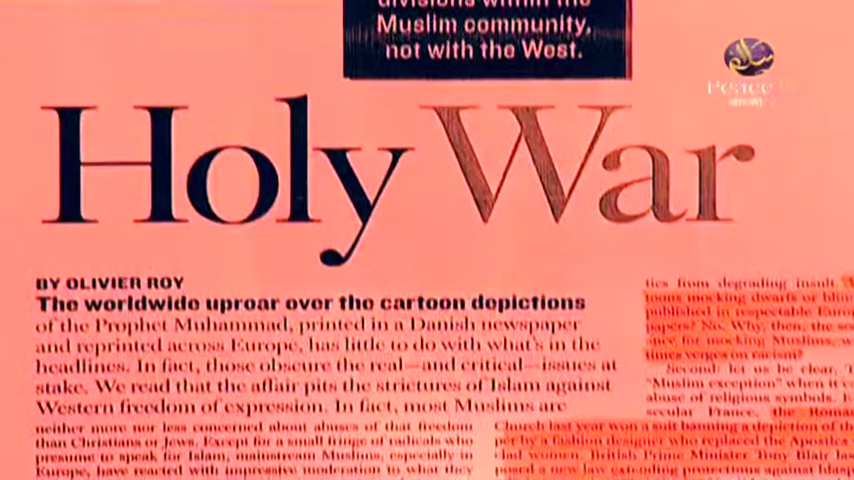 divisions within the
Muslim community,
not with the West.
Peace
Holy War
BY OLIVIER ROY
The worldwide uproar over the cartoon depictions
of the Prophet Muhammad, printed in a Danish newspaper
and reprinted across Europe, has little to do with what's in the
headlines. In fact, those obscure the real—and critical—issues at
stake. We read that the affair pits the strictures of Islam against
Western freedom of expression. In fact, most Muslims are
neither more nor less concerned about abuses of that freedom
than Christians or Jews. Except for a small fringe of radicals who
presume to speak for Islam, mainstream Muslims, especially in
Europe, have reacted with impressive moderation to what they
ties from degrading insult.
mocking dwarfs or
published in respectable
No. Why, then, the
for mocking Muslims,
times verges on racism?
Second: let us be clear.
"Muslim exception" when it
abuse of religious symbols.
secular France, the
Church last year won a suit banning a depiction of the
per by a fashion designer who replaced the Apostles
clad women. British Prime Minister Tony Blair
posed a new law extending protections against